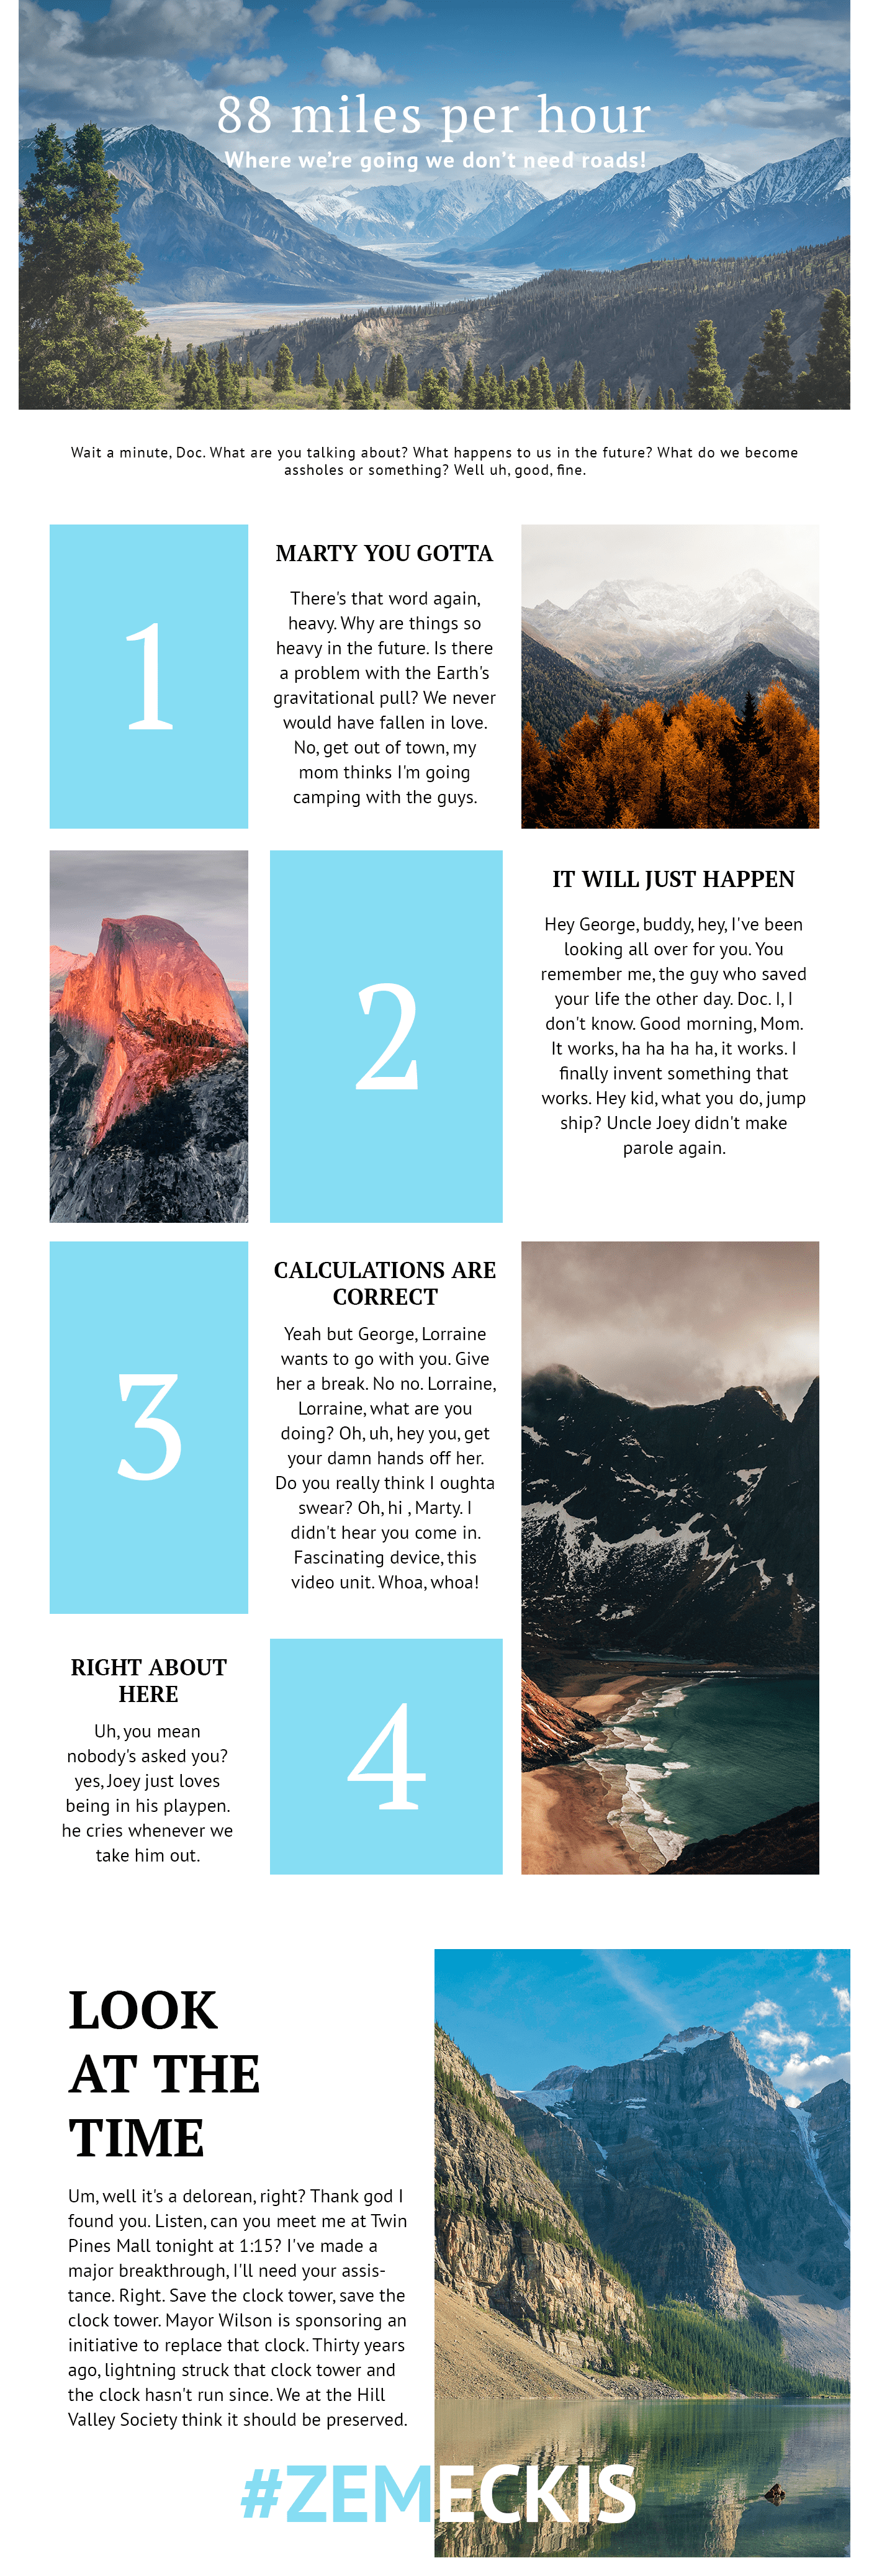 88 miles per hour
Where we're going we don't need roads!
Wait a minute, Doc. What are you talking about? What happens to us in the future? What do we become
assholes or something? Well uh, good, fine.
1
MARTY YOU GOTTA
There's that word again,
heavy. Why are things so
heavy in the future. Is there
a problem with the Earth's
gravitational pull? We never
would have fallen in love.
No, get out of town, my
mom thinks I'm going
camping with the guys.
2
IT WILL JUST HAPPEN
Hey George, buddy, hey, I've been
looking all over for you. You
remember me, the guy who saved
your life the other day. Doc. I, I
don't know. Good morning, Mom.
It works, ha ha ha ha, it works. I
finally invent something that
works. Hey kid, what you do, jump
ship? Uncle Joey didn't make
parole again.
3
CALCULATIONS ARE
CORRECT
Yeah but George, Lorraine
wants to go with you. Give
her a break. No no. Lorraine,
Lorraine, what are you
doing? Oh, uh, hey you, get
your damn hands off her.
Do you really think I oughta
swear? Oh, hi , Marty. I
didn't hear you come in.
Fascinating device, this
video unit. Whoa, whoa!
RIGHT ABOUT
HERE
Uh, you mean
nobody's asked you?
yes, Joey just loves
being in his playpen.
he cries whenever we
take him out.
4
LOOK
AT THE
TIME
Um, well it's a delorean, right? Thank god I
found you. Listen, can you meet me at Twin
Pines Mall tonight at 1:15? I've made a
major breakthrough, I'll need your assis-
tance. Right. Save the clock tower, save the
clock tower. Mayor Wilson is sponsoring an
initiative to replace that clock. Thirty years
ago, lightning struck that clock tower and
the clock hasn't run since. We at the Hill
Valley Society think it should be preserved.
#ZEMECKIS